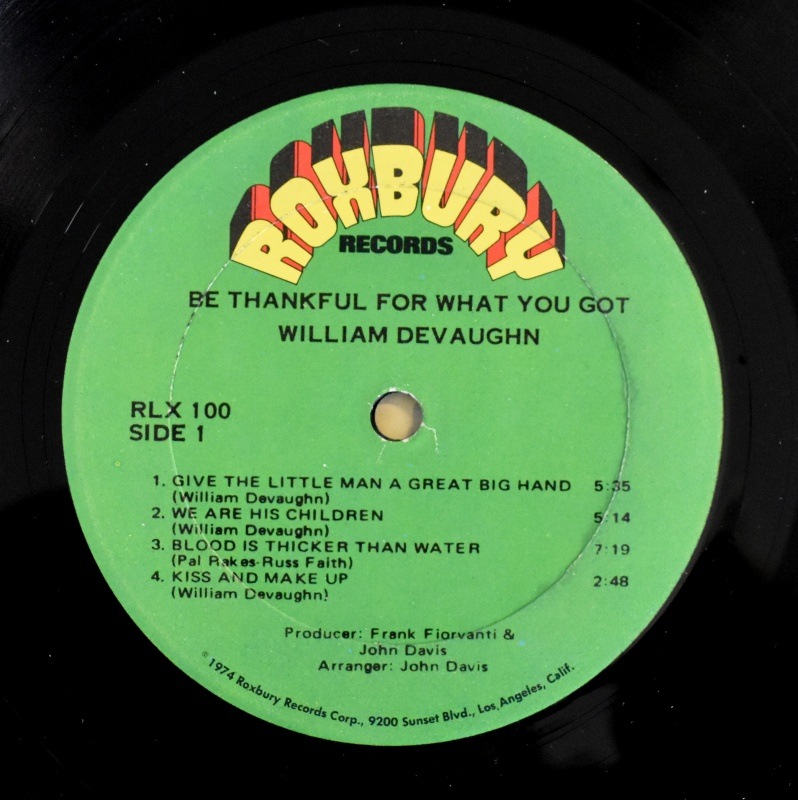 ROXBURY
RECORDS
BE THANKFUL FOR WHAT YOU GOT
WILLIAM DEVAUGHN
RLX 100
SIDE 1
1. GIVE THE LITTLE MAN A GREAT BIG HAND 5:35
(William Devaughn)
2. WE ARE HIS CHILDREN 5:14
(William Devaughn)
3. BLOOD IS THICKER THAN WATER 7:19
(Pal Rakes-Russ Faith)
4. KISS AND MAKE UP 2:48
(William Devaughn)
Producer: Frank Fiorvanti &
John Davis
Arranger: John Davis
℗ 1974 Roxbury Records Corp., 9200 Sunset Blvd., Los Angeles, Calif.